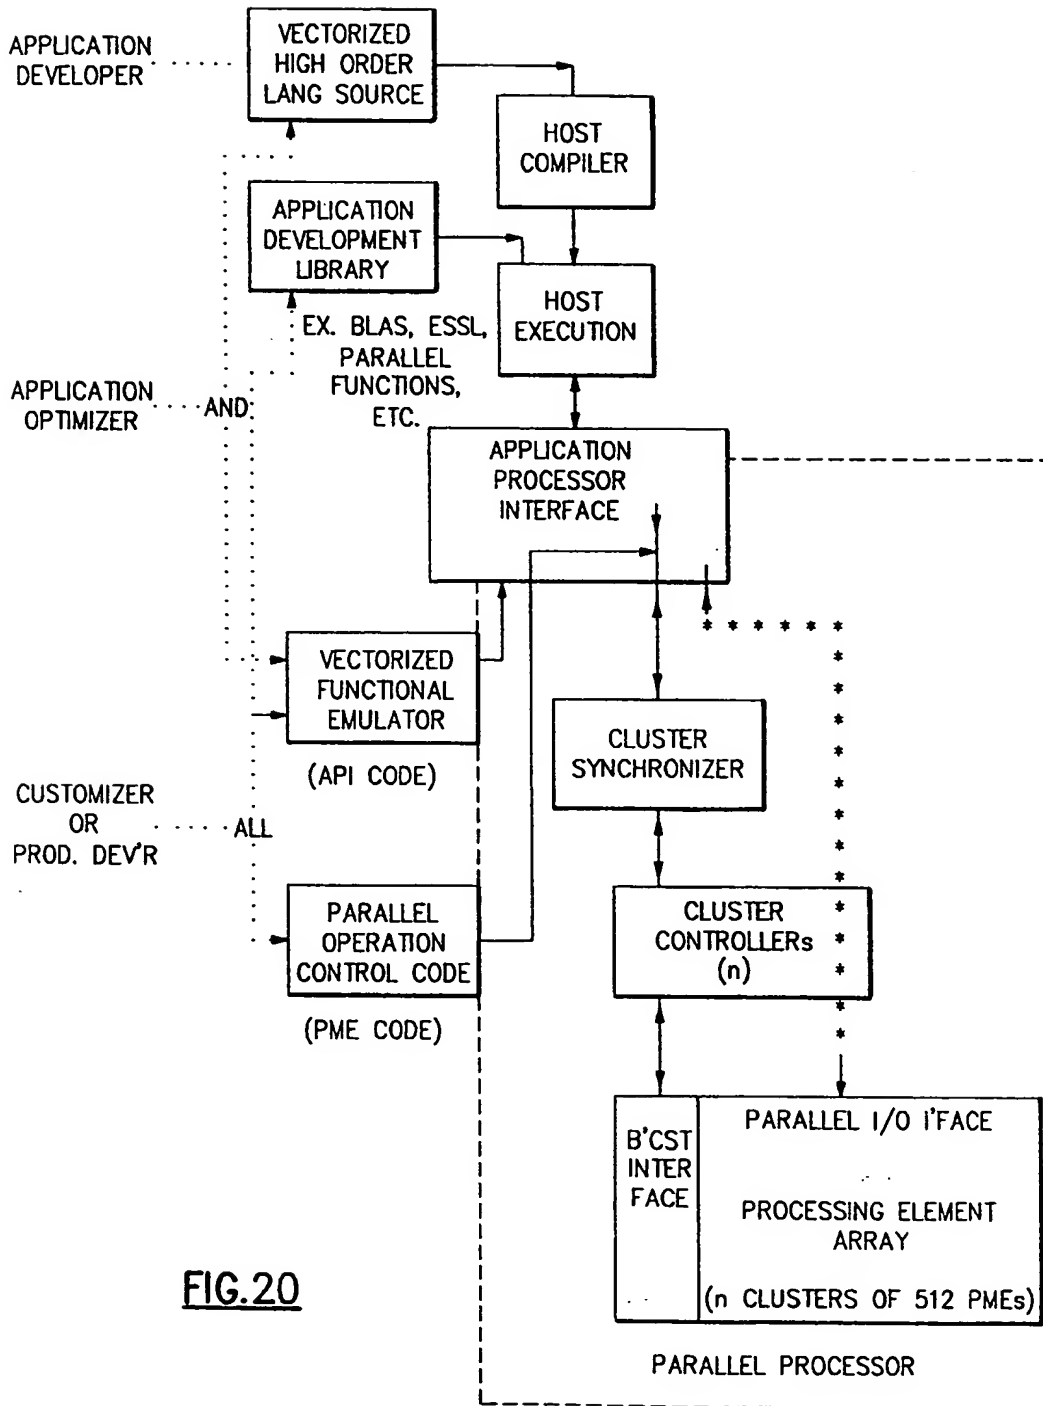 APPLICATION
DEVELOPER
VECTORIZED
HIGH ORDER
LANG SOURCE
HOST
COMPILER
APPLICATION
DEVELOPMENT
LIBRARY
HOST
EXECUTION
EX. BLAS, ESSL,
PARALLEL
FUNCTIONS,
ETC.
APPLICATION
OPTIMIZER
AND
APPLICATION
PROCESSOR
INTERFACE
VECTORIZED
FUNCTIONAL
EMULATOR
(API CODE)
CLUSTER
SYNCHRONIZER
CUSTOMIZER
OR
PROD. DEV'R
ALL
PARALLEL
OPERATION
CONTROL CODE
(PME CODE)
CLUSTER
CONTROLLERs
(n)
B'CST
INTER
FACE
PARALLEL I/O I'FACE
PROCESSING ELEMENT
ARRAY
(n CLUSTERS OF 512 PMEs)
PARALLEL PROCESSOR
FIG.20